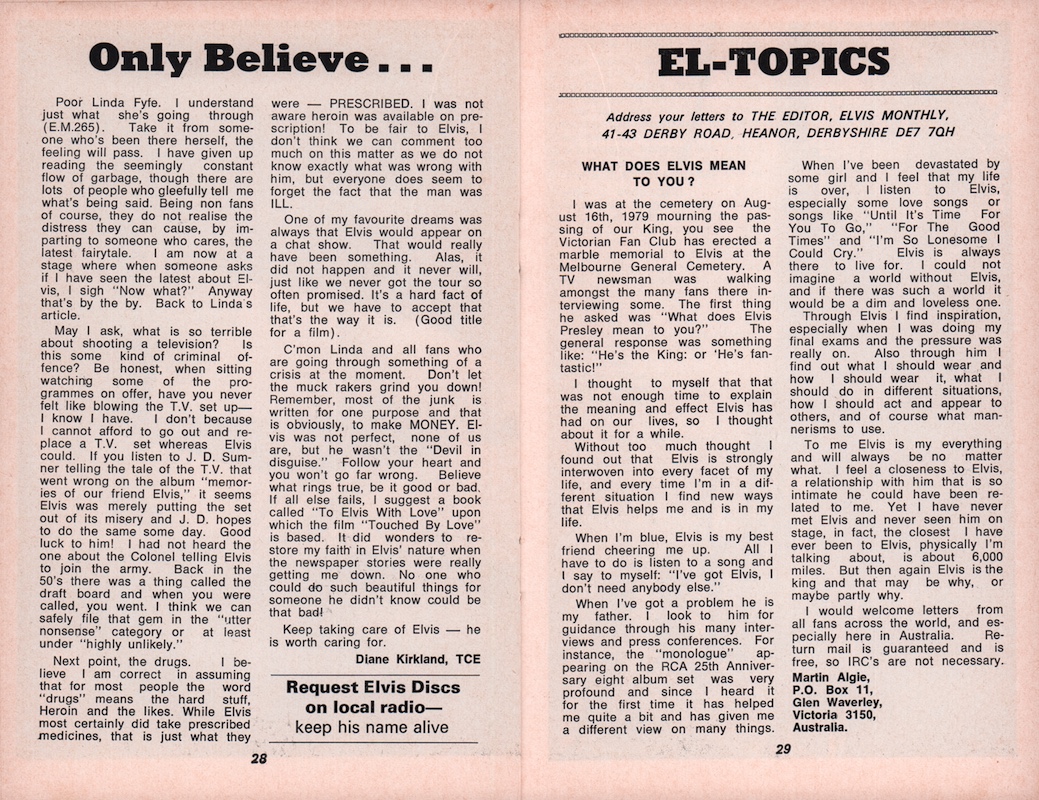 Only Believe...
Poor Linda Fyfe. I understand
just what she's going through
(E.M.265). Take it from some-
one who's been there herself, the
feeling will pass. I have given up
reading the seemingly constant
flow of garbage, though there are
lots of people who gleefully tell me
what's being said. Being non fans
of course, they do not realise the
distress they can cause, by im-
parting to someone who cares, the
latest fairytale. I am now at a
stage where when someone asks
if I have seen the latest about El-
vis, I sigh "Now what?" Anyway
that's by the by. Back to Linda's
article.
May I ask, what is so terrible
about shooting a television? Is
this some kind of criminal of-
fence? Be honest, when sitting
watching some of the pro-
grammes on offer, have you never
felt like blowing the T.V. set up—
I know I have. I don't because
I cannot afford to go out and re-
place a T.V. set whereas Elvis
could. If you listen to J. D. Sum-
ner telling the tale of the T.V. that
went wrong on the album "memor-
ies of our friend Elvis," it seems
Elvis was merely putting the set
out of its misery and J. D. hopes
to do the same some day. Good
luck to him! I had not heard the
one about the Colonel telling Elvis
to join the army. Back in the
50's there was a thing called the
draft board and when you were
called, you went. I think we can
safely file that gem in the "utter
nonsense" category or at least
under "highly unlikely."
Next point, the drugs. I be-
lieve I am correct in assuming
that for most people the word
"drugs" means the hard stuff,
Heroin and the likes. While Elvis
most certainly did take prescribed
medicines, that is just what they
were — PRESCRIBED. I was not
aware heroin was available on pre-
scription! To be fair to Elvis, I
don't think we can comment too
much on this matter as we do not
know exactly what was wrong with
him, but everyone does seem to
forget the fact that the man was
ILL.
One of my favourite dreams was
always that Elvis would appear on
a chat show. That would really
have been something. Alas, it
did not happen and it never will,
just like we never got the tour so
often promised. It's a hard fact of
life, but we have to accept that
that's the way it is. (Good title
for a film).
C'mon Linda and all fans who
are going through something of a
crisis at the moment. Don't let
the muck rakers grind you down!
Remember, most of the junk is
written for one purpose and that
is obviously, to make MONEY. El-
vis was not perfect, none of us
are, but he wasn't the "Devil in
disguise." Follow your heart and
you won't go far wrong. Believe
what rings true, be it good or bad.
If all else fails, I suggest a book
called "To Elvis With Love" upon
which the film "Touched By Love"
is based. It did wonders to re-
store my faith in Elvis' nature when
the newspaper stories were really
getting me down. No one who
could do such beautiful things for
someone he didn't know could be
that bad!
Keep taking care of Elvis — he
is worth caring for.
Diane Kirkland, TCE
Request Elvis Discs
on local radio—
keep his name alive
28
EL-TOPICS
Address your letters to THE EDITOR, ELVIS MONTHLY,
41-43 DERBY ROAD, HEANOR, DERBYSHIRE DE7 7QH
WHAT DOES ELVIS MEAN
TO YOU?
I was at the cemetery on Aug-
ust 16th, 1979 mourning the pas-
sing of our King, you see the
Victorian Fan Club has erected a
marble memorial to Elvis at the
Melbourne General Cemetery. A
TV newsman was walking
amongst the many fans there in-
terviewing some. The first thing
he asked was "What does Elvis
Presley mean to you?" The
general response was something
like: "He's the King: or 'He's fan-
tastic!"
I thought to myself that that
was not enough time to explain
the meaning and effect Elvis has
had on our lives, so I thought
about it for a while.
Without too much thought I
found out that Elvis is strongly
interwoven into every facet of my
life, and every time I'm in a dif-
ferent situation I find new ways
that Elvis helps me and is in my
life.
When I'm blue, Elvis is my best
friend cheering me up. All I
have to do is listen to a song and
I say to myself: "I've got Elvis, I
don't need anybody else."
When I've got a problem he is
my father. I look to him for
guidance through his many inter-
views and press conferences. For
instance, the "monologue" ap-
pearing on the RCA 25th Anniver-
sary eight album set was very
profound and since I heard it
for the first time it has helped
me quite a bit and has given me
a different view on many things.
When I've been devastated by
some girl and I feel that my life
is over, I listen to Elvis,
especially some love songs or
songs like "Until It's Time For
You To Go," "For The Good
Times" and "I'm So Lonesome I
Could Cry." Elvis is always
there to live for. I could not
imagine a world without Elvis,
and if there was such a world it
would be a dim and loveless one.
Through Elvis I find inspiration,
especially when I was doing my
final exams and the pressure was
really on. Also through him I
find out what I should wear and
how I should wear it, what I
should do in different situations,
how I should act and appear to
others, and of course what man-
nerisms to use.
To me Elvis is my everything
and will always be no matter
what. I feel a closeness to Elvis,
a relationship with him that is so
intimate he could have been re-
lated to me. Yet I have never
met Elvis and never seen him on
stage, in fact, the closest I have
ever been to Elvis, physically I'm
talking about, is about 6,000
miles. But then again Elvis is the
king and that may be why, or
maybe partly why.
I would welcome letters from
all fans across the world, and es-
pecially here in Australia. Re-
turn mail is guaranteed and is
free, so IRC's are not necessary.
Martin Algie,
P.O. Box 11,
Glen Waverley,
Victoria 3150,
Australia.
29